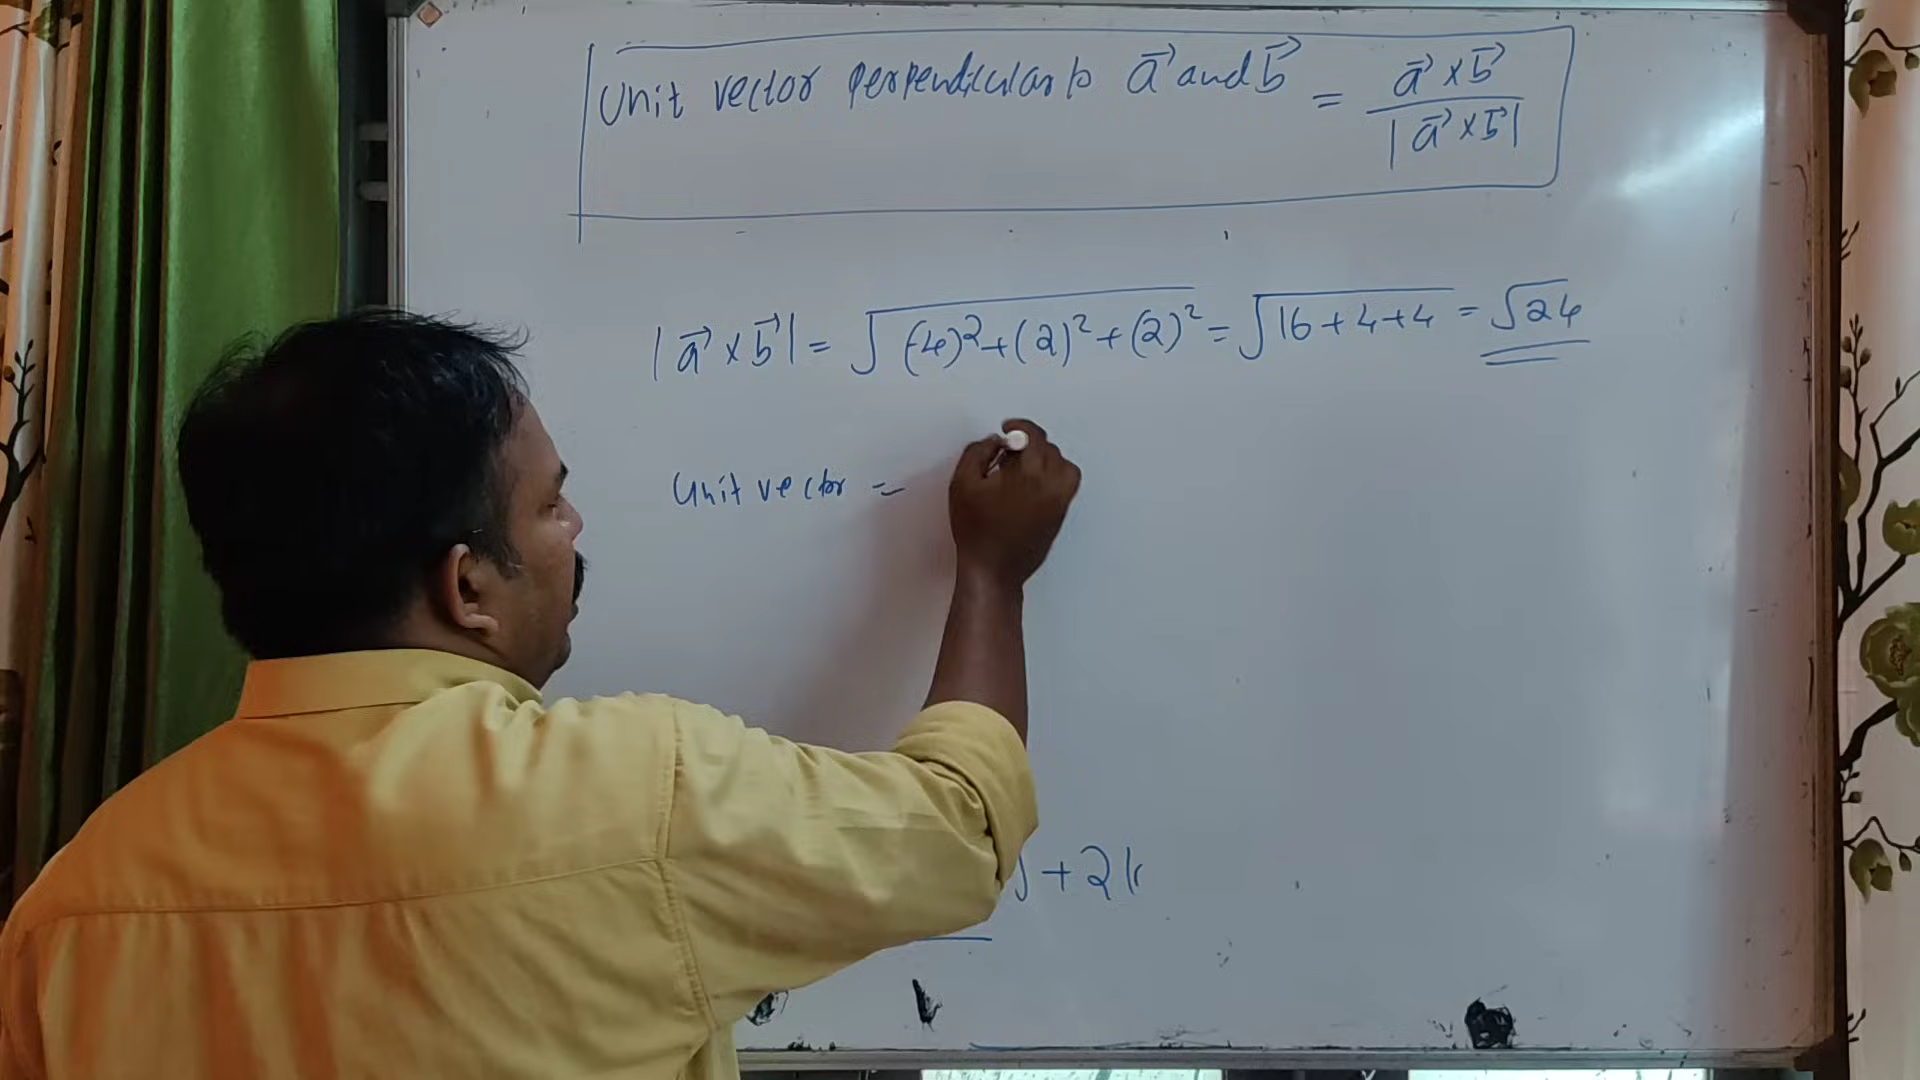 Unit vector perpendicular to a⃗ and b⃗ = a⃗ × b⃗ / |a⃗ × b⃗|
|a⃗ × b⃗| = √((-4)² + (2)² + (2)²) = √(16 + 4 + 4) = √24
Unit vector =
j + 2k